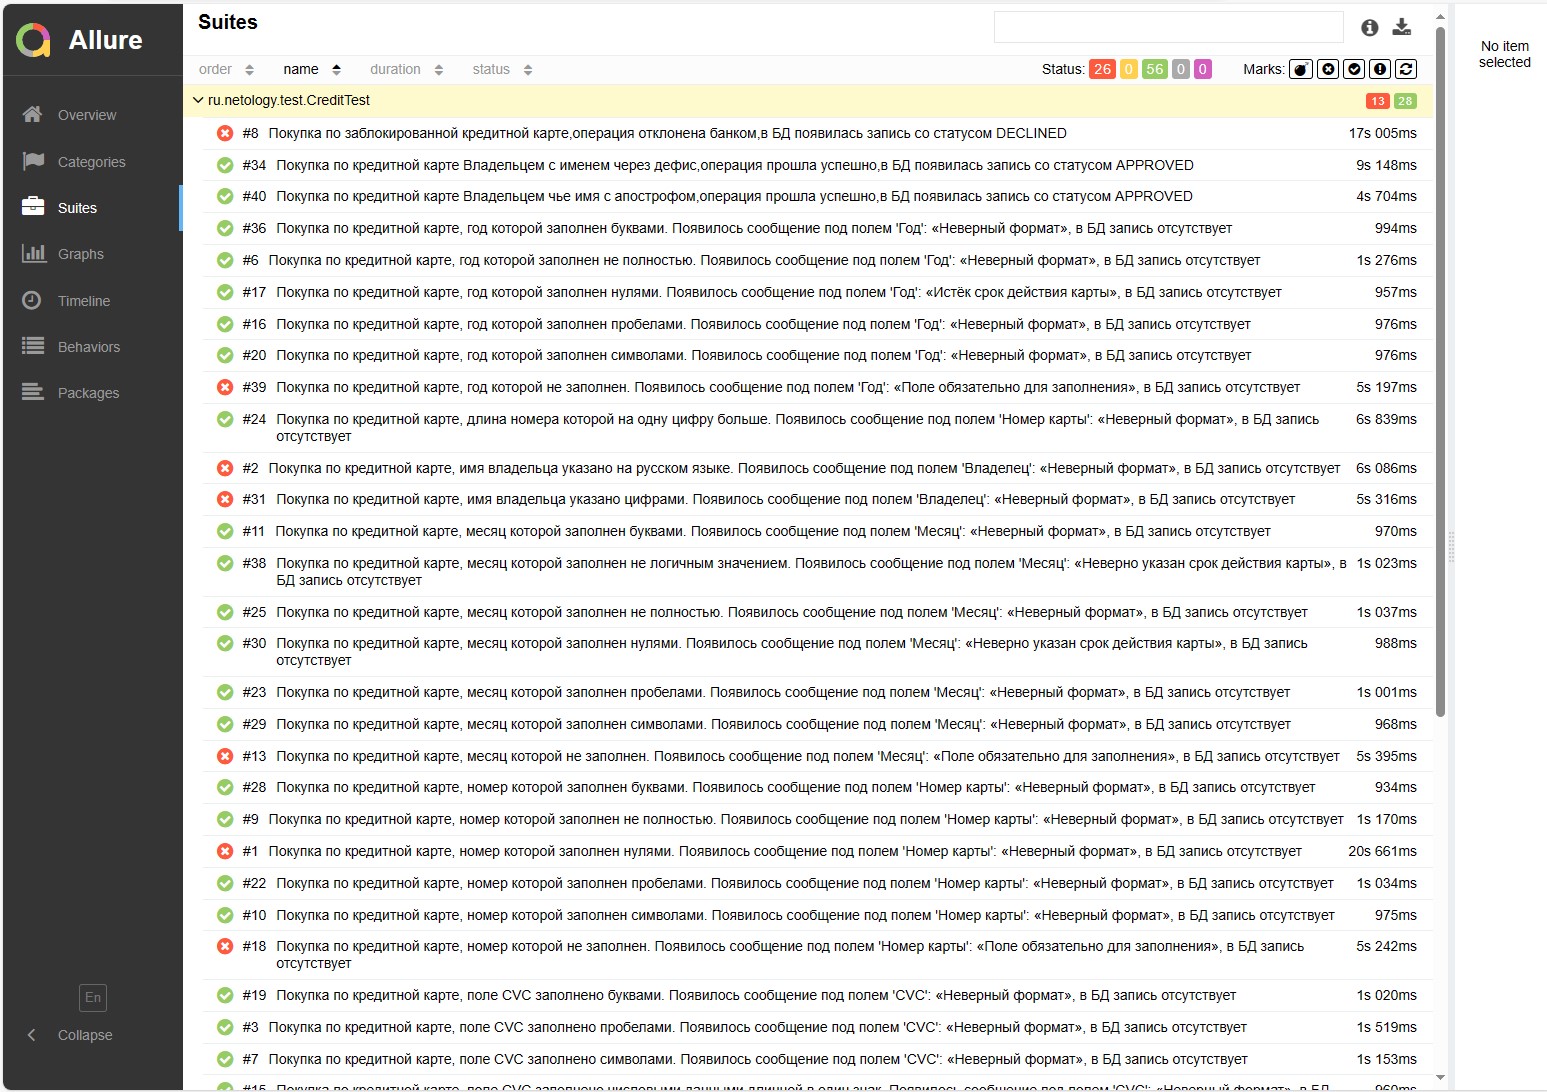 Allure
Overview
Categories
Suites
Graphs
Timeline
Behaviors
Packages
En
Collapse
Suites
order name duration status
Status: 26 0 56 0 0 Marks:
ru.netology.test.CreditTest 13 28
#8 Покупка по заблокированной кредитной карте,операция отклонена банком,в БД появилась запись со статусом DECLINED 17s 005ms
#34 Покупка по кредитной карте Владельцем с именем через дефис,операция прошла успешно,в БД появилась запись со статусом APPROVED 9s 148ms
#40 Покупка по кредитной карте Владельцем чье имя с апострофом,операция прошла успешно,в БД появилась запись со статусом APPROVED 4s 704ms
#36 Покупка по кредитной карте, год которой заполнен буквами. Появилось сообщение под полем 'Год': «Неверный формат», в БД запись отсутствует 994ms
#6 Покупка по кредитной карте, год которой заполнен не полностью. Появилось сообщение под полем 'Год': «Неверный формат», в БД запись отсутствует 1s 276ms
#17 Покупка по кредитной карте, год которой заполнен нулями. Появилось сообщение под полем 'Год': «Истёк срок действия карты», в БД запись отсутствует 957ms
#16 Покупка по кредитной карте, год которой заполнен пробелами. Появилось сообщение под полем 'Год': «Неверный формат», в БД запись отсутствует 976ms
#20 Покупка по кредитной карте, год которой заполнен символами. Появилось сообщение под полем 'Год': «Неверный формат», в БД запись отсутствует 976ms
#39 Покупка по кредитной карте, год которой не заполнен. Появилось сообщение под полем 'Год': «Поле обязательно для заполнения», в БД запись отсутствует 5s 197ms
#24 Покупка по кредитной карте, длина номера которой на одну цифру больше. Появилось сообщение под полем 'Номер карты': «Неверный формат», в БД запись 6s 839ms
отсутствует
#2 Покупка по кредитной карте, имя владельца указано на русском языке. Появилось сообщение под полем 'Владелец': «Неверный формат», в БД запись отсутствует 6s 086ms
#31 Покупка по кредитной карте, имя владельца указано цифрами. Появилось сообщение под полем 'Владелец': «Неверный формат», в БД запись отсутствует 5s 316ms
#11 Покупка по кредитной карте, месяц которой заполнен буквами. Появилось сообщение под полем 'Месяц': «Неверный формат», в БД запись отсутствует 970ms
#38 Покупка по кредитной карте, месяц которой заполнен не логичным значением. Появилось сообщение под полем 'Месяц': «Неверно указан срок действия карты», в 1s 023ms
БД запись отсутствует
#25 Покупка по кредитной карте, месяц которой заполнен не полностью. Появилось сообщение под полем 'Месяц': «Неверный формат», в БД запись отсутствует 1s 037ms
#30 Покупка по кредитной карте, месяц которой заполнен нулями. Появилось сообщение под полем 'Месяц': «Неверно указан срок действия карты», в БД запись 988ms
отсутствует
#23 Покупка по кредитной карте, месяц которой заполнен пробелами. Появилось сообщение под полем 'Месяц': «Неверный формат», в БД запись отсутствует 1s 001ms
#29 Покупка по кредитной карте, месяц которой заполнен символами. Появилось сообщение под полем 'Месяц': «Неверный формат», в БД запись отсутствует 968ms
#13 Покупка по кредитной карте, месяц которой не заполнен. Появилось сообщение под полем 'Месяц': «Поле обязательно для заполнения», в БД запись отсутствует 5s 395ms
#28 Покупка по кредитной карте, номер которой заполнен буквами. Появилось сообщение под полем 'Номер карты': «Неверный формат», в БД запись отсутствует 934ms
#9 Покупка по кредитной карте, номер которой заполнен не полностью. Появилось сообщение под полем 'Номер карты': «Неверный формат», в БД запись отсутствует 1s 170ms
#1 Покупка по кредитной карте, номер которой заполнен нулями. Появилось сообщение под полем 'Номер карты': «Неверный формат», в БД запись отсутствует 20s 661ms
#22 Покупка по кредитной карте, номер которой заполнен пробелами. Появилось сообщение под полем 'Номер карты': «Неверный формат», в БД запись отсутствует 1s 034ms
#10 Покупка по кредитной карте, номер которой заполнен символами. Появилось сообщение под полем 'Номер карты': «Неверный формат», в БД запись отсутствует 975ms
#18 Покупка по кредитной карте, номер которой не заполнен. Появилось сообщение под полем 'Номер карты': «Поле обязательно для заполнения», в БД запись 5s 242ms
отсутствует
#19 Покупка по кредитной карте, поле CVC заполнено буквами. Появилось сообщение под полем 'CVC': «Неверный формат», в БД запись отсутствует 1s 020ms
#3 Покупка по кредитной карте, поле CVC заполнено пробелами. Появилось сообщение под полем 'CVC': «Неверный формат», в БД запись отсутствует 1s 519ms
#7 Покупка по кредитной карте, поле CVC заполнено символами. Появилось сообщение под полем 'CVC': «Неверный формат», в БД запись отсутствует 1s 153ms
#15 Покупка по кредитной карте, поле CVC заполнено числовыми данными длинной в один знак. Появилось сообщение под полем 'CVC': «Неверный формат», в БД 960ms
No item
selected